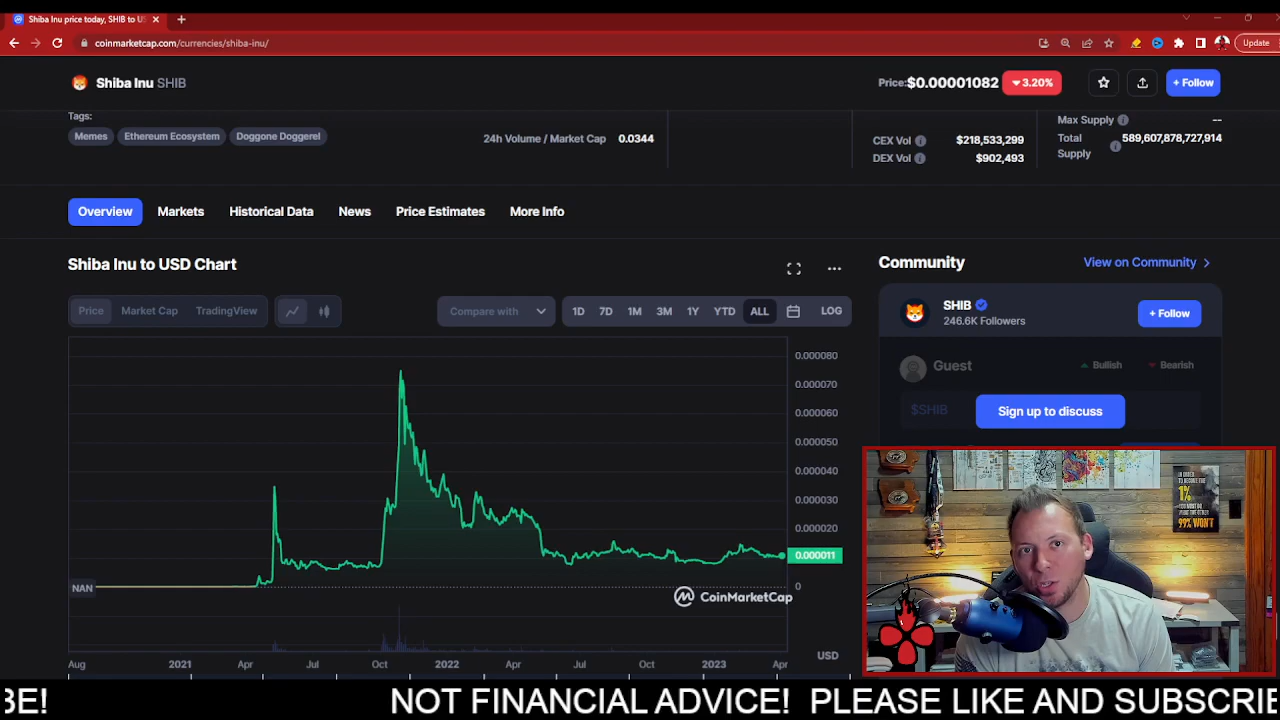 Shiba Inu price today, SHIB to US
coinmarketcap.com/currencies/shiba-inu/
Update
Shiba Inu SHIB
Price:$0.00001082 3.20%
+ Follow
Tags:
Memes Ethereum Ecosystem Doggone Doggerel
24h Volume / Market Cap 0.0344
CEX Vol $218,533,299
DEX Vol $902,493
Max Supply --
Total Supply 589,607,878,727,914
Overview Markets Historical Data News Price Estimates More Info
Shiba Inu to USD Chart
Price Market Cap TradingView
Compare with
1D 7D 1M 3M 1Y YTD ALL LOG
0.000080
0.000070
0.000060
0.000050
0.000040
0.000030
0.000020
0.000011
0
NAN
CoinMarketCap
USD
Aug 2021 Apr Jul Oct 2022 Apr Jul Oct 2023 Apr
Community View on Community
SHIB
246.6K Followers
+ Follow
Guest Bullish Bearish
$SHIB
Sign up to discuss
1%
99% WON'T
BE! NOT FINANCIAL ADVICE! PLEASE LIKE AND SUBSCRIBE